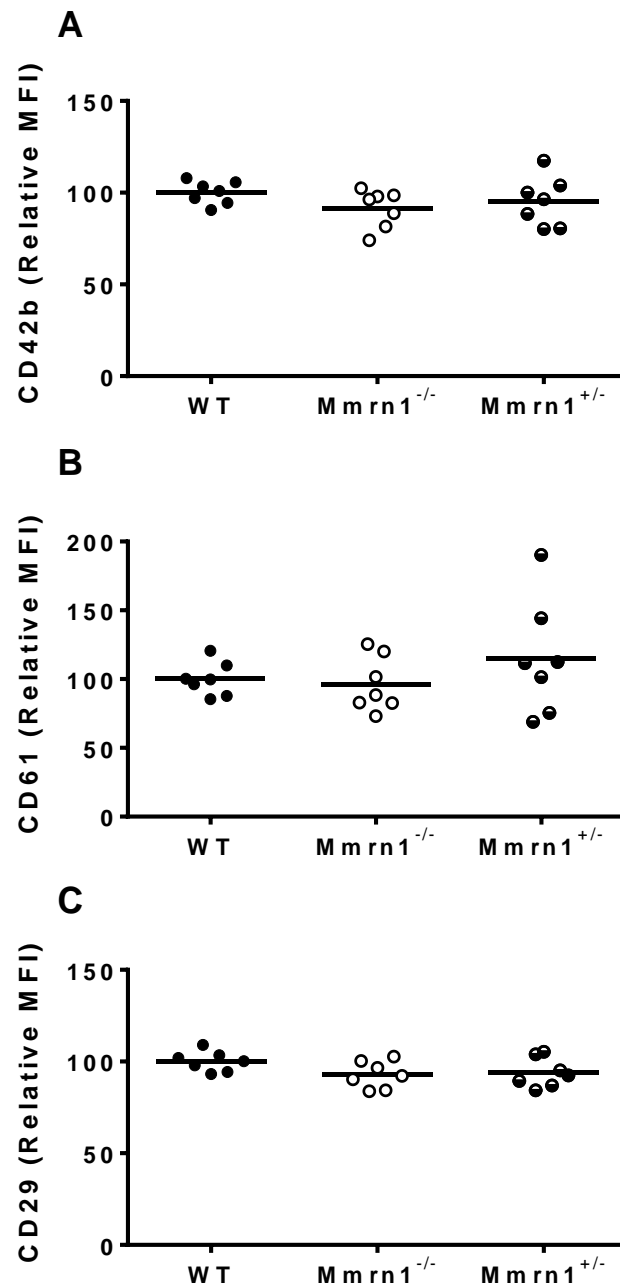 A
CD42b (Relative MFI)
150
100
50
0
WT Mmrn1-/- Mmrn1+/-
B
CD61 (Relative MFI)
200
150
100
50
0
WT Mmrn1-/- Mmrn1+/-
C
CD29 (Relative MFI)
150
100
50
0
WT Mmrn1-/- Mmrn1+/-